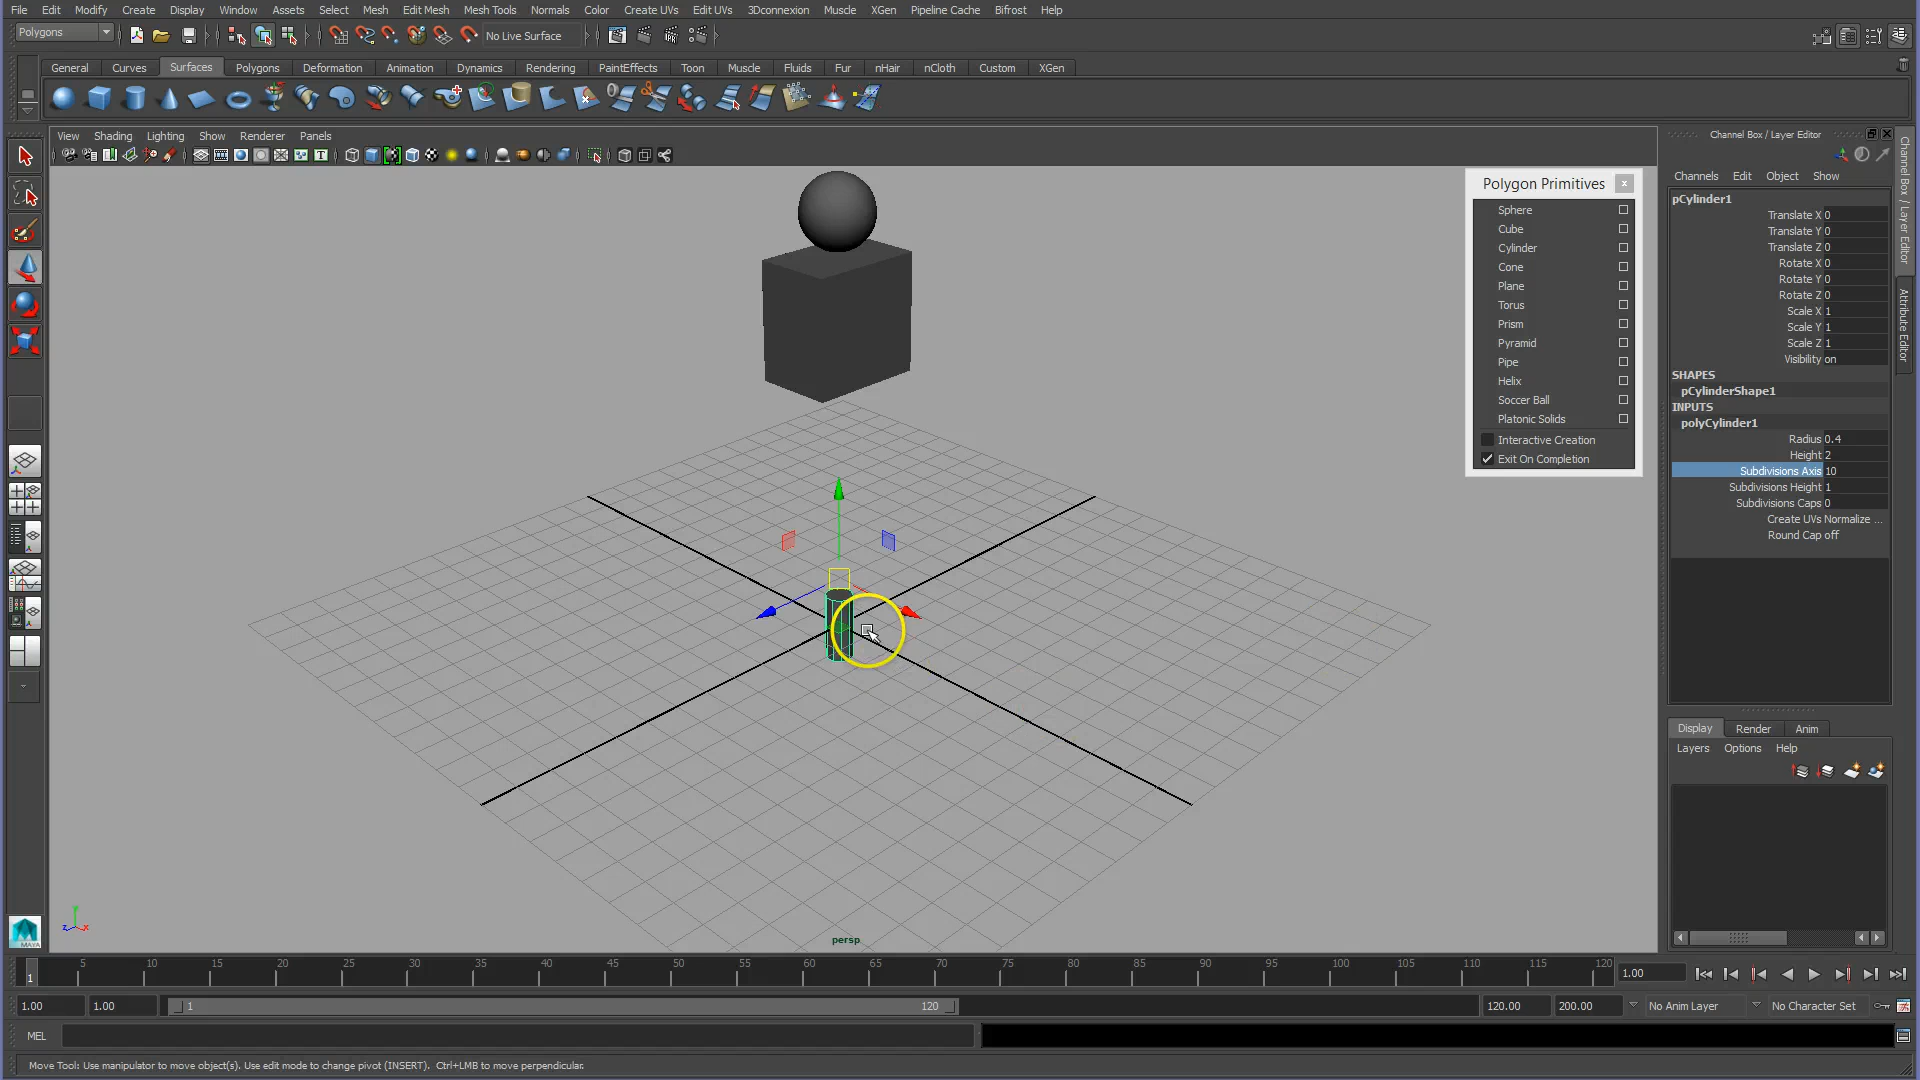 File Edit Modify Create Display Window Assets Select Mesh Edit Mesh Mesh Tools Normals Color Create UVs Edit UVs 3Dconnexion Muscle XGen Pipeline Cache Bifrost Help
Polygons No Live Surface
General Curves Surfaces Polygons Deformation Animation Dynamics Rendering PaintEffects Toon Muscle Fluids Fur nHair nCloth Custom XGen
View Shading Lighting Show Renderer Panels
Polygon Primitives
Sphere
Cube
Cylinder
Cone
Plane
Torus
Prism
Pyramid
Pipe
Helix
Soccer Ball
Platonic Solids
Interactive Creation
Exit On Completion
persp
Channel Box / Layer Editor
Channels Edit Object Show
pCylinder1
Translate X 0
Translate Y 0
Translate Z 0
Rotate X 0
Rotate Y 0
Rotate Z 0
Scale X 1
Scale Y 1
Scale Z 1
Visibility on
SHAPES
pCylinderShape1
INPUTS
polyCylinder1
Radius 0.4
Height 2
Subdivisions Axis 10
Subdivisions Height 1
Subdivisions Caps 0
Create UVs Normalize ...
Round Cap off
Channel Box / Layer Editor
Attribute Editor
Display Render Anim
Layers Options Help
MAYA
1 5 10 15 20 25 30 35 40 45 50 55 60 65 70 75 80 85 90 95 100 105 110 115 120 1.00
1.00 1.00 1 120 120.00 200.00 No Anim Layer No Character Set
MEL
Move Tool: Use manipulator to move object(s). Use edit mode to change pivot (INSERT). Ctrl+LMB to move perpendicular.